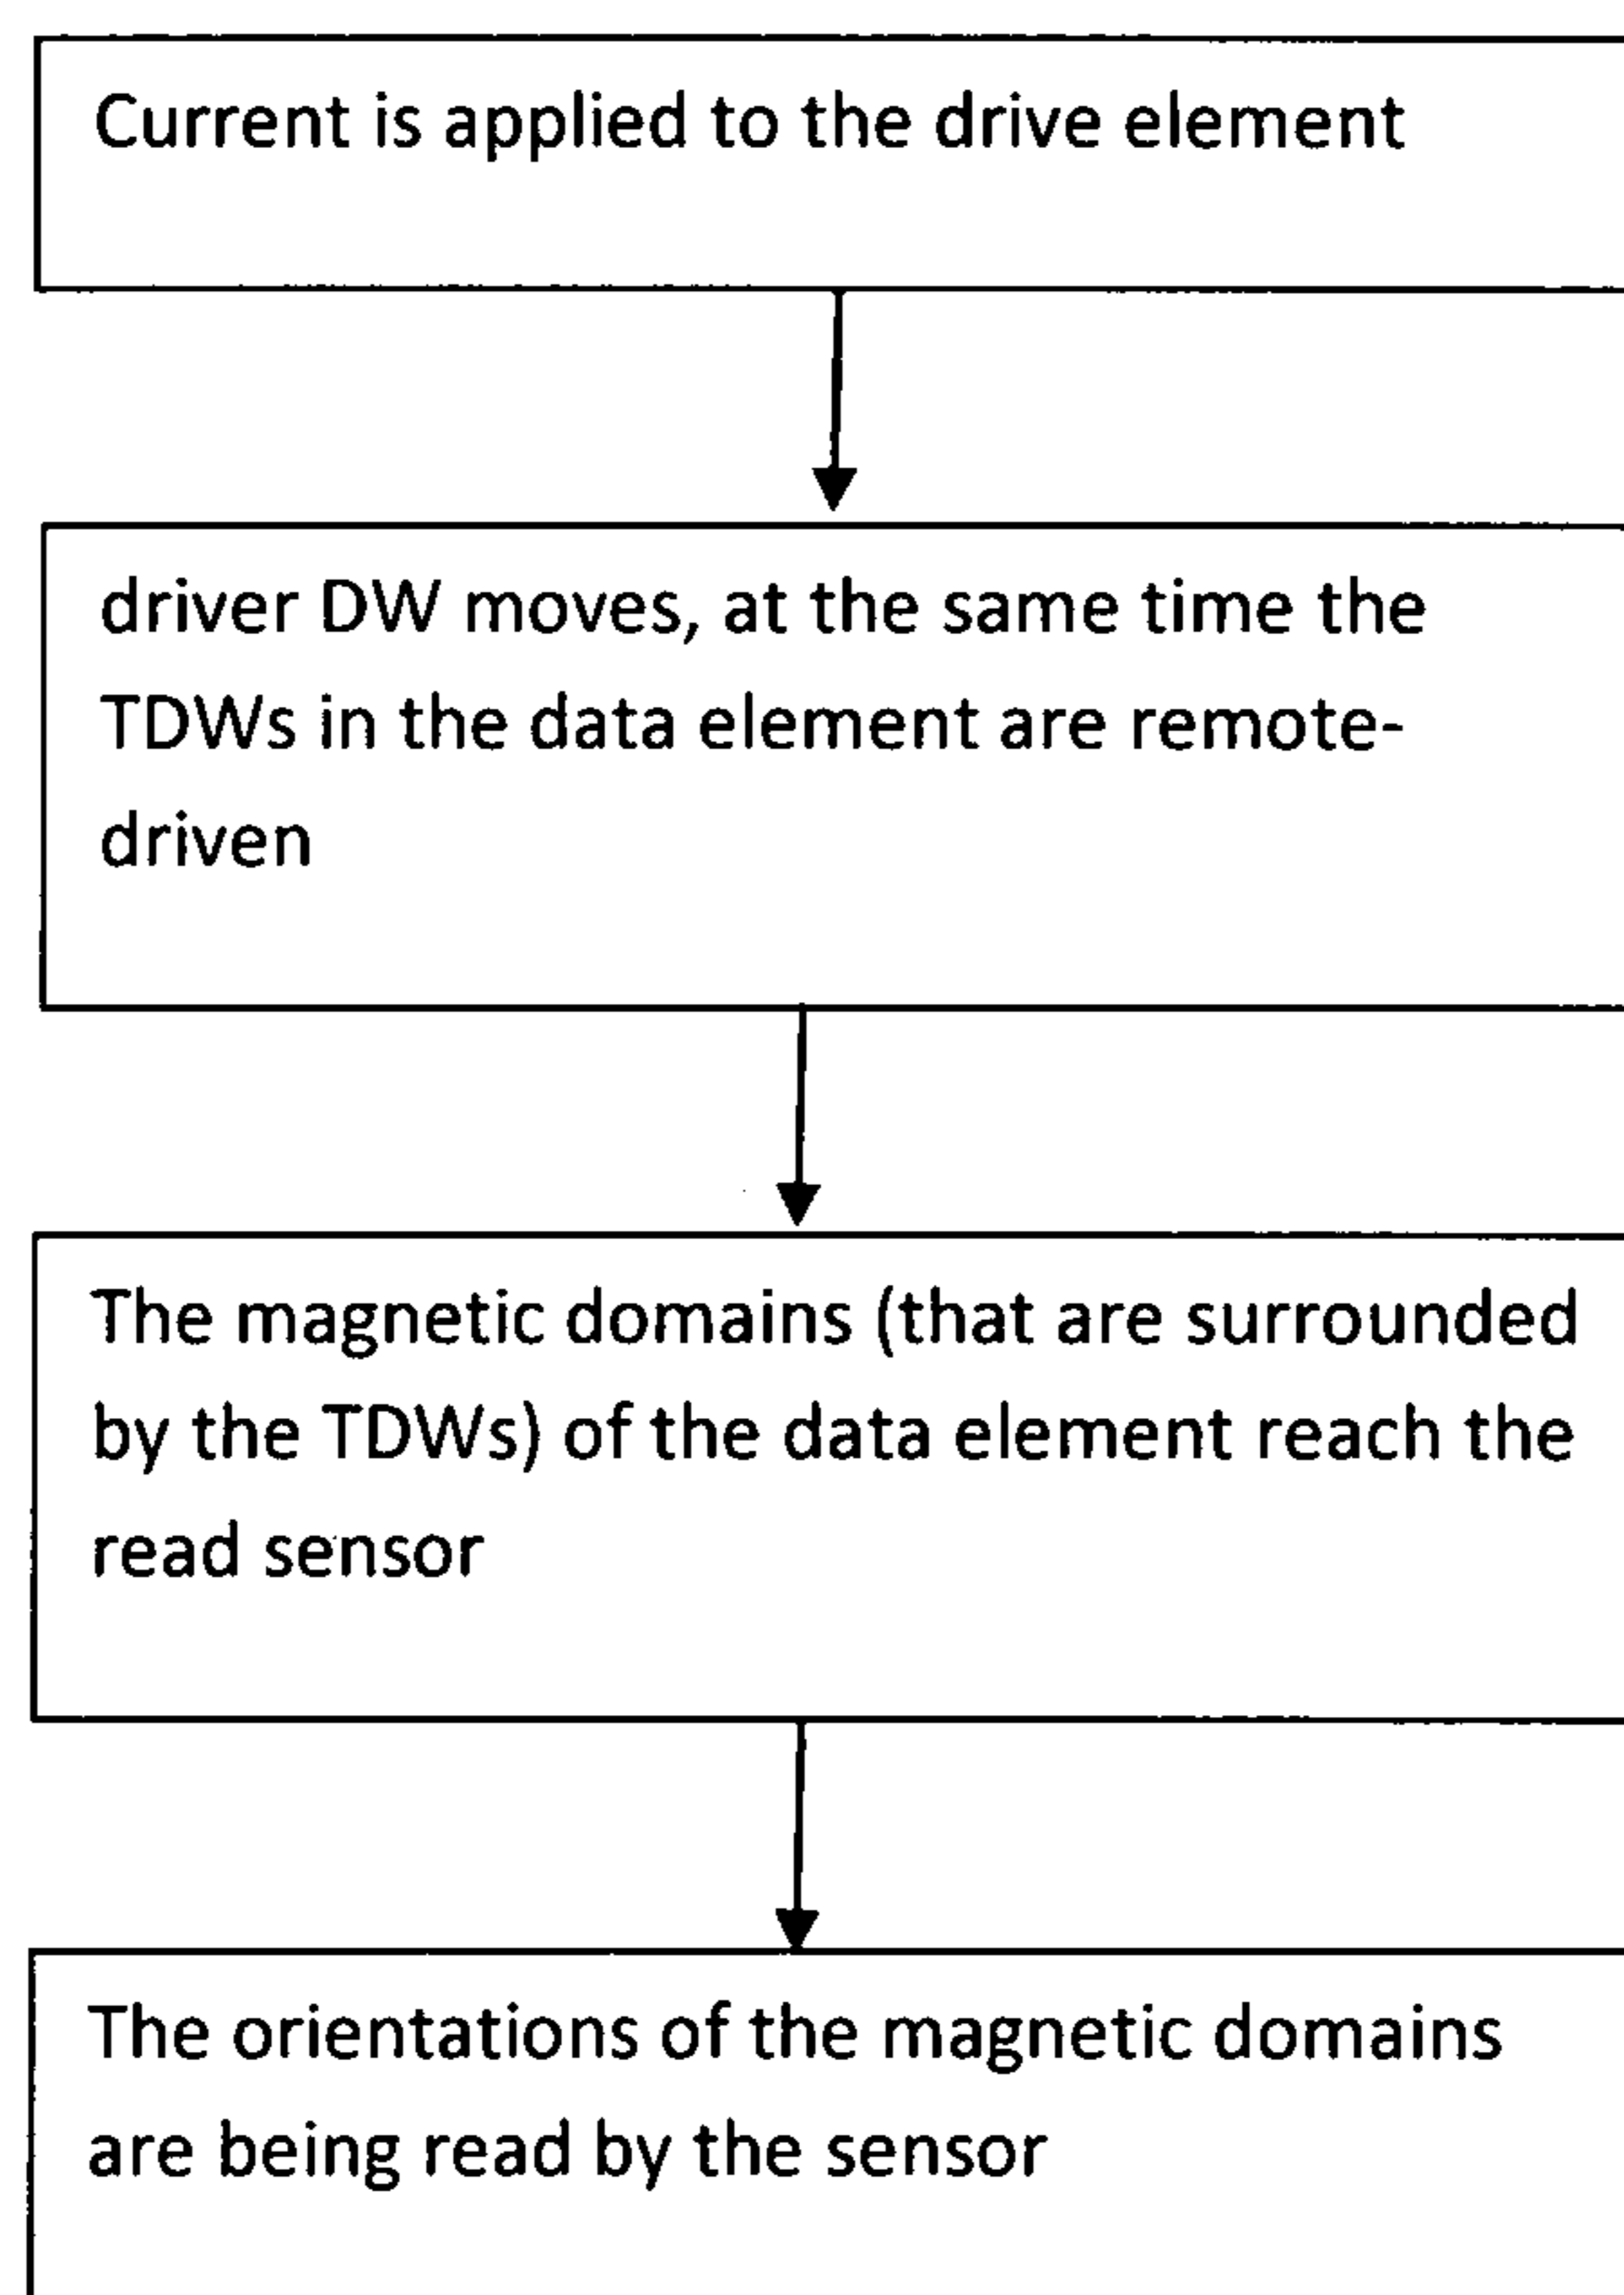 Current is applied to the drive element
driver DW moves, at the same time the
TDWs in the data element are remote-
driven
The magnetic domains (that are surrounded
by the TDWs) of the data element reach the
read sensor
The orientations of the magnetic domains
are being read by the sensor